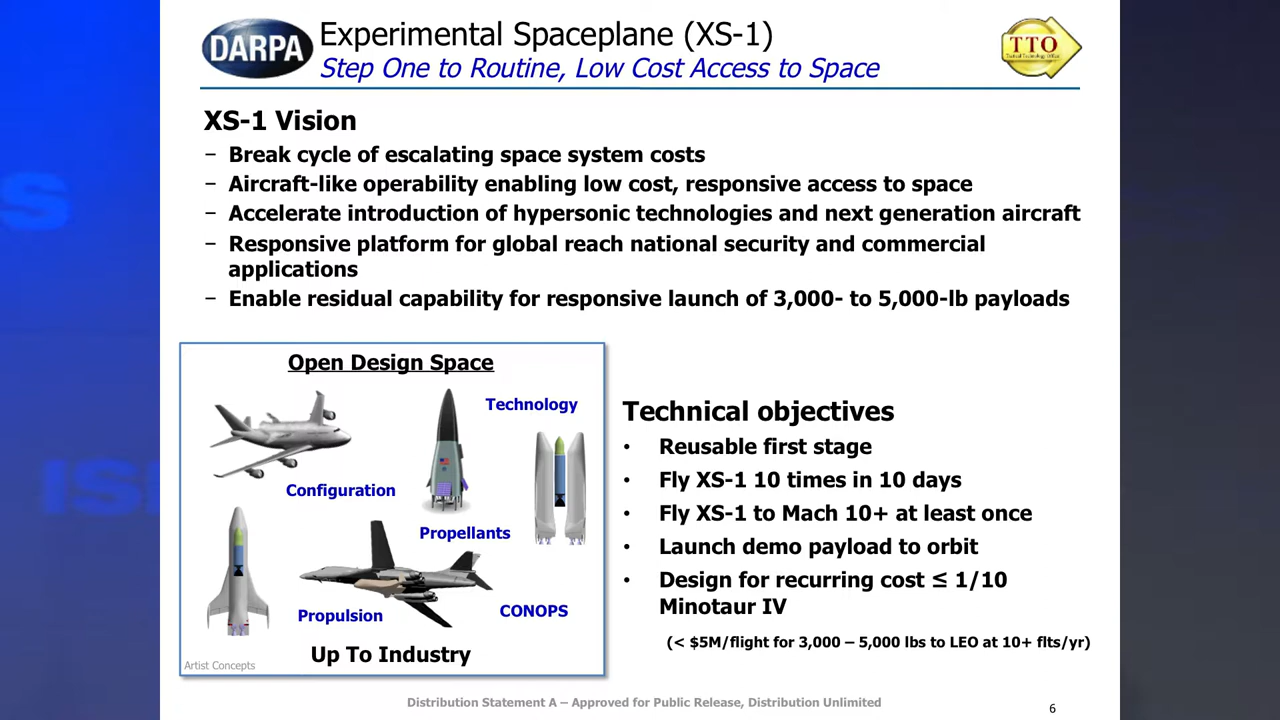 DARPA
Experimental Spaceplane (XS-1)
Step One to Routine, Low Cost Access to Space
TTO
Tactical Technology Office
XS-1 Vision
− Break cycle of escalating space system costs
− Aircraft-like operability enabling low cost, responsive access to space
− Accelerate introduction of hypersonic technologies and next generation aircraft
− Responsive platform for global reach national security and commercial
applications
− Enable residual capability for responsive launch of 3,000- to 5,000-lb payloads
Open Design Space
Technology
Configuration
Propellants
Propulsion
CONOPS
Up To Industry
Artist Concepts
Technical objectives
• Reusable first stage
• Fly XS-1 10 times in 10 days
• Fly XS-1 to Mach 10+ at least once
• Launch demo payload to orbit
• Design for recurring cost ≤ 1/10
Minotaur IV
(< $5M/flight for 3,000 – 5,000 lbs to LEO at 10+ flts/yr)
Distribution Statement A – Approved for Public Release, Distribution Unlimited
6